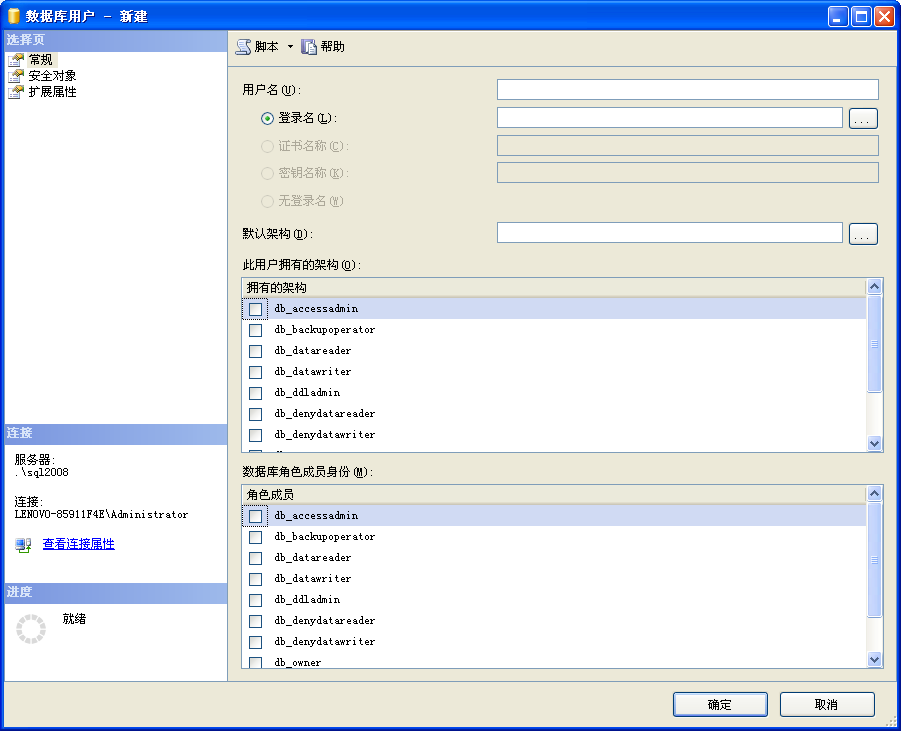 数据库用户 - 新建
选择页
常规
安全对象
扩展属性
脚本 帮助
用户名(U):
登录名(L):
...
证书名称(C):
密钥名称(K):
无登录名(W)
默认架构(D):
...
此用户拥有的架构(O):
拥有的架构
db_accessadmin
db_backupoperator
db_datareader
db_datawriter
db_ddladmin
db_denydatareader
db_denydatawriter
数据库角色成员身份(M):
角色成员
db_accessadmin
db_backupoperator
db_datareader
db_datawriter
db_ddladmin
db_denydatareader
db_denydatawriter
db_owner
连接
服务器:
.\sql2008
连接:
LENOVO-85911F4E\Administrator
查看连接属性
进度
就绪
确定 取消